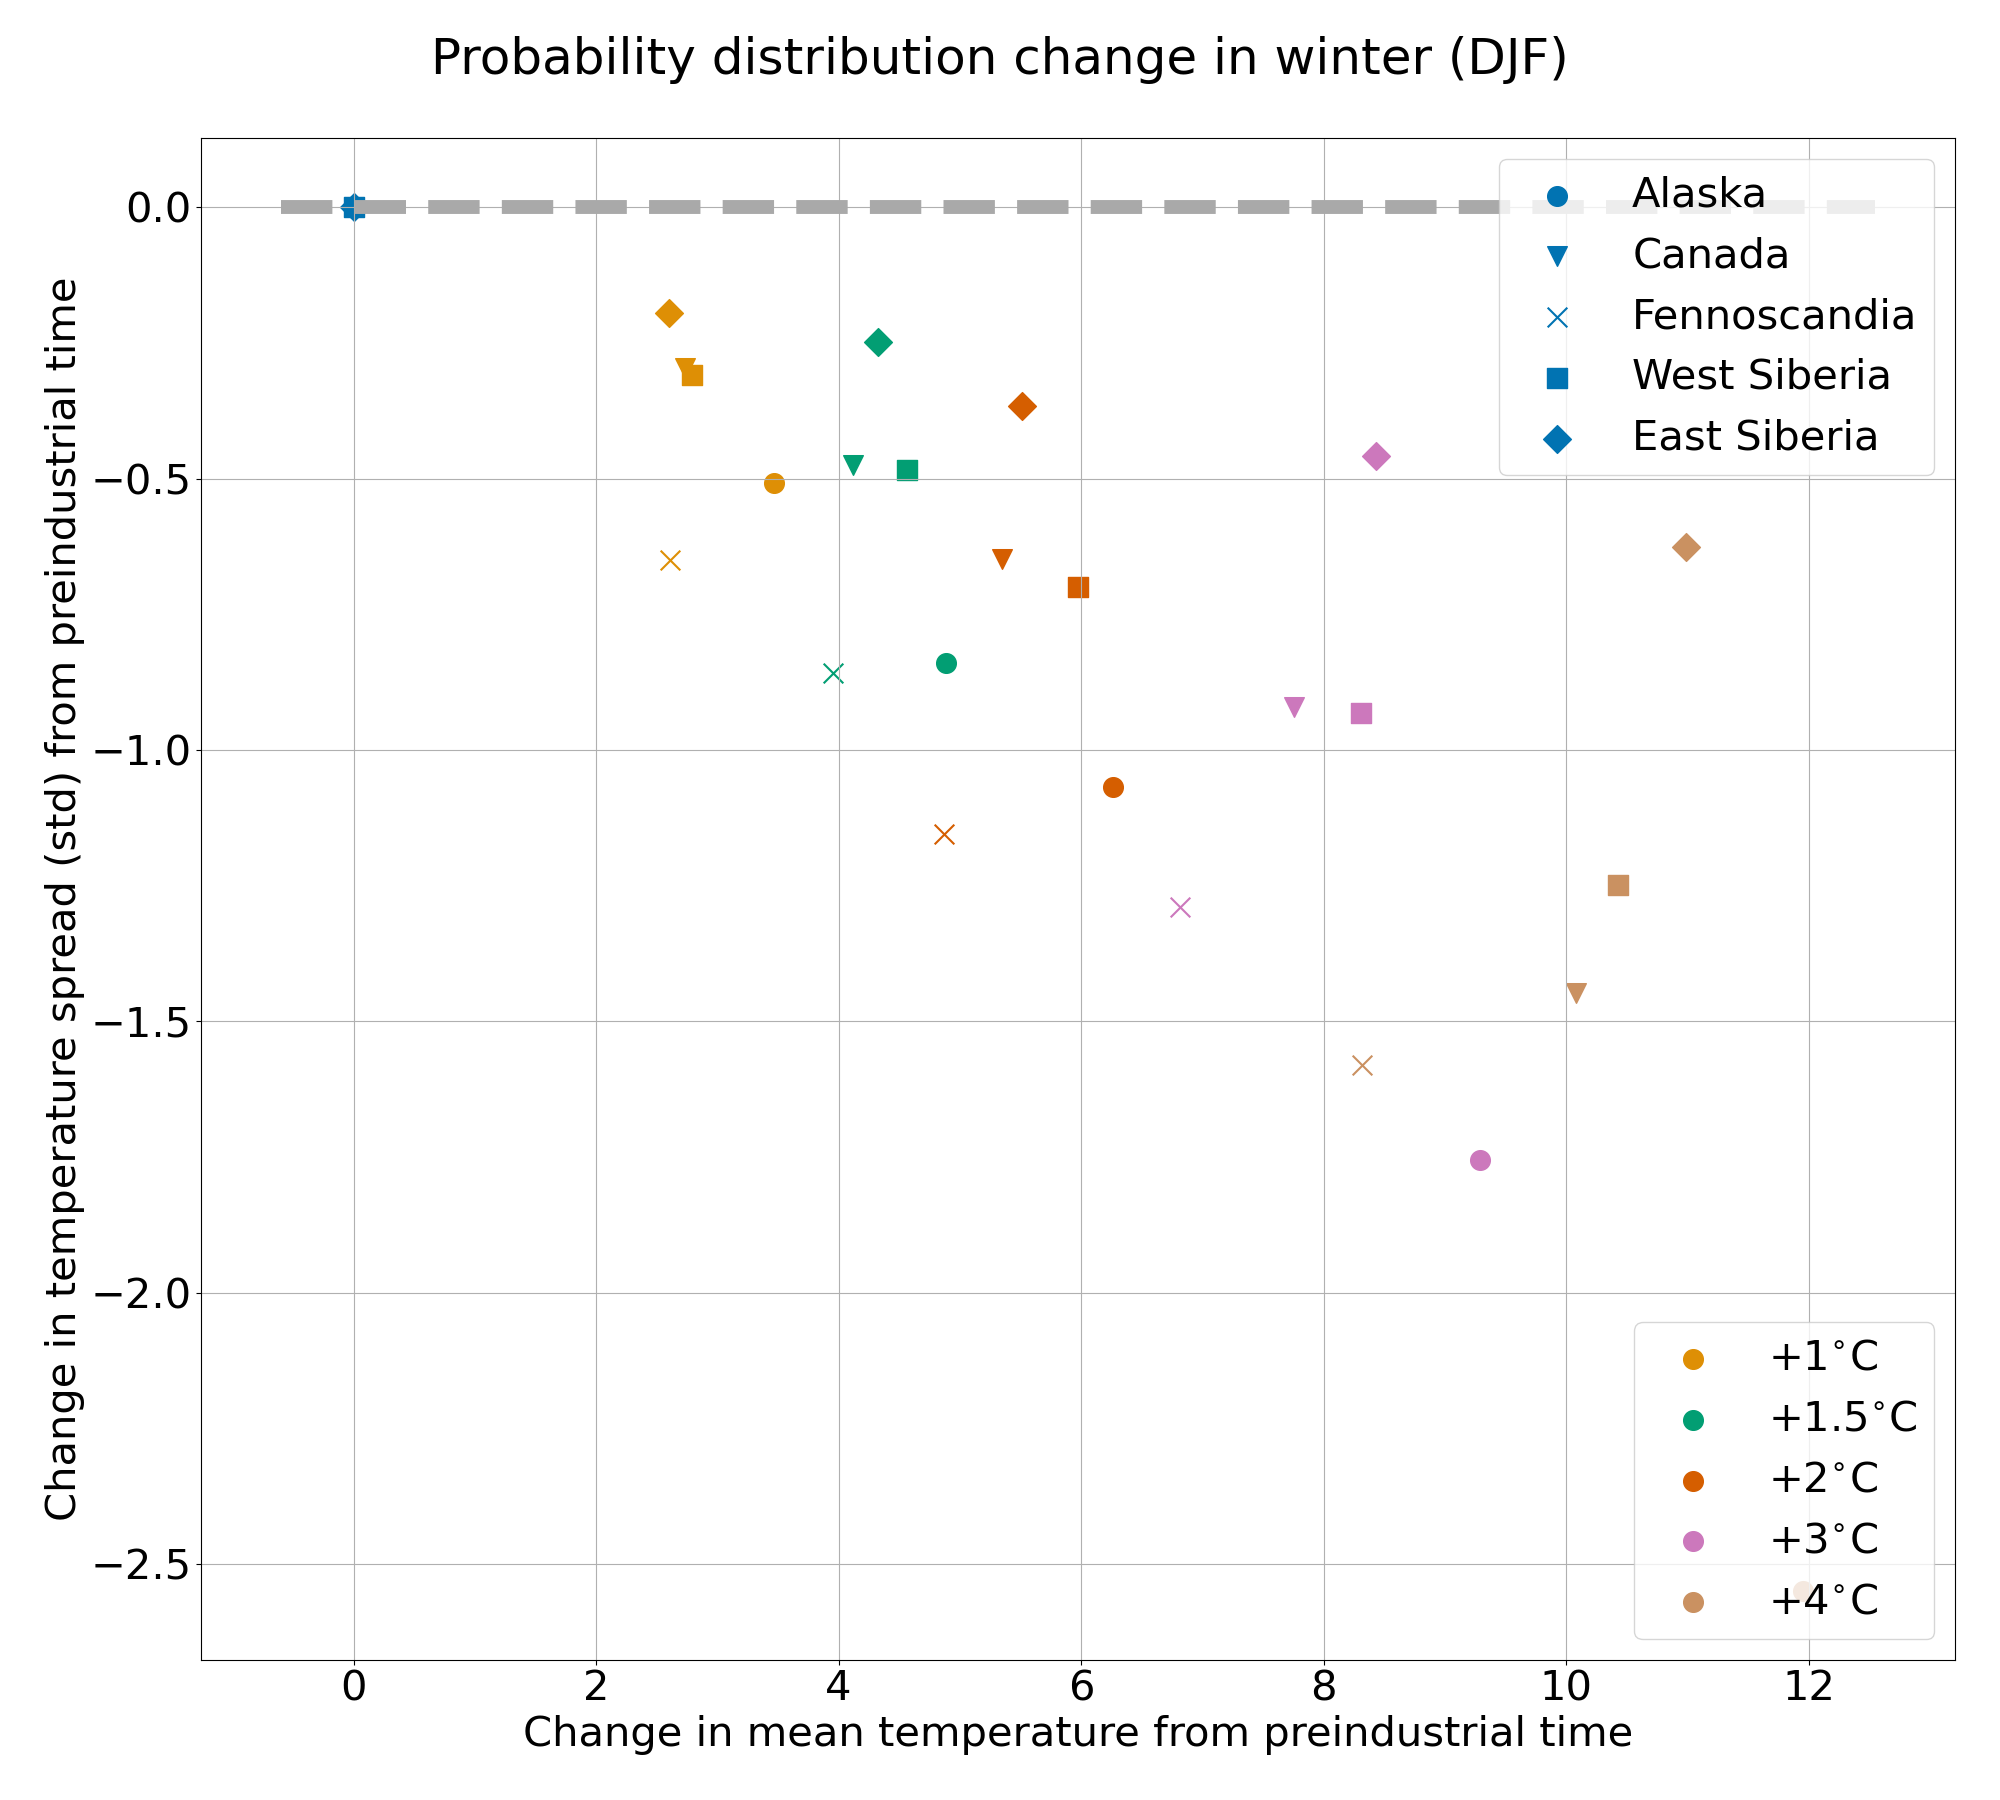 Probability distribution change in winter (DJF)
Change in temperature spread (std) from preindustrial time
0.0
−0.5
−1.0
−1.5
−2.0
−2.5
Alaska
Canada
Fennoscandia
West Siberia
East Siberia
+1°C
+1.5°C
+2°C
+3°C
+4°C
0 2 4 6 8 10 12
Change in mean temperature from preindustrial time